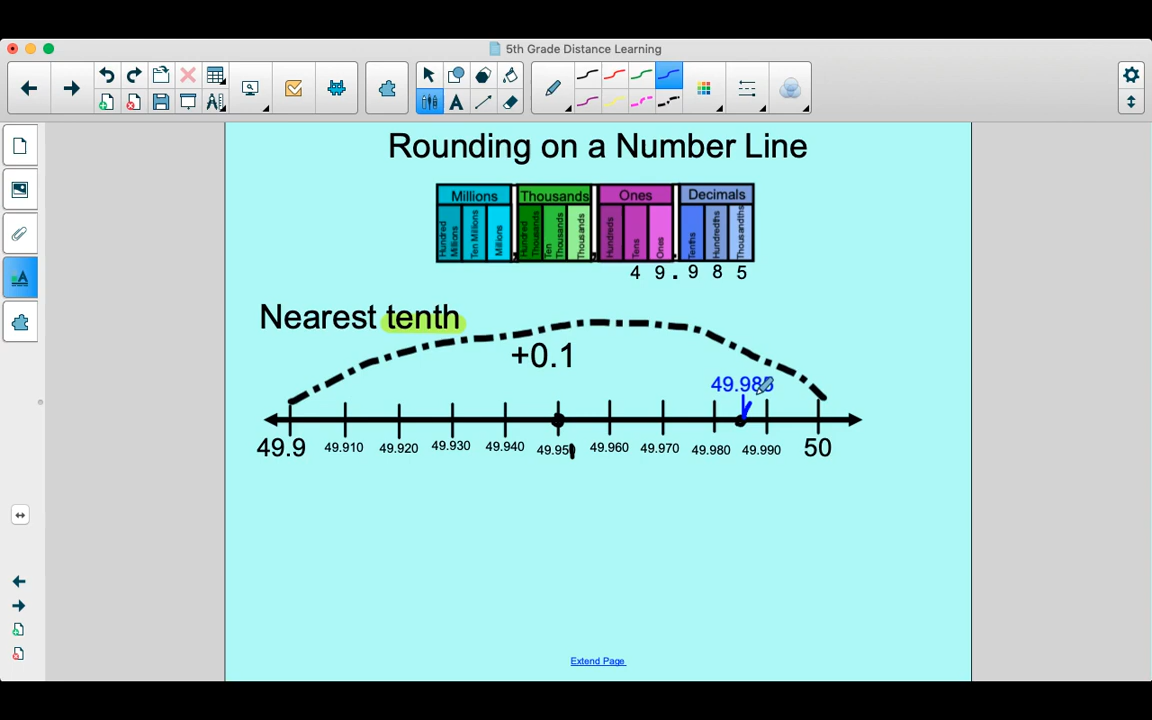 5th Grade Distance Learning
Rounding on a Number Line
Millions Thousands Ones Decimals
Hundred Millions Ten Millions Millions Hundred Thousands Ten Thousands Thousands Hundreds Tens Ones Tenths Hundredths Thousandths
4 9 . 9 8 5
Nearest tenth
+0.1
49.985
49.9 49.910 49.920 49.930 49.940 49.950 49.960 49.970 49.980 49.990 50
Extend Page